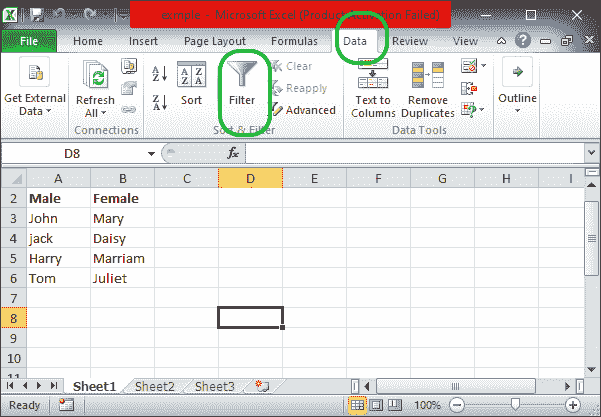 exmple - Microsoft Excel (Product Activation Failed)
File Home Insert Page Layout Formulas Data Review View
Get External Data
Refresh All
Connections
A Z
Z A
A Z Z A
Sort
Filter
Clear
Reapply
Advanced
Sort & Filter
Text to Columns
Remove Duplicates
Data Tools
Outline
D8 fx
A B C D E F G H I
2 Male Female
3 John Mary
4 jack Daisy
5 Harry Marriam
6 Tom Juliet
7
8
9
10
11
Sheet1 Sheet2 Sheet3
Ready 100%